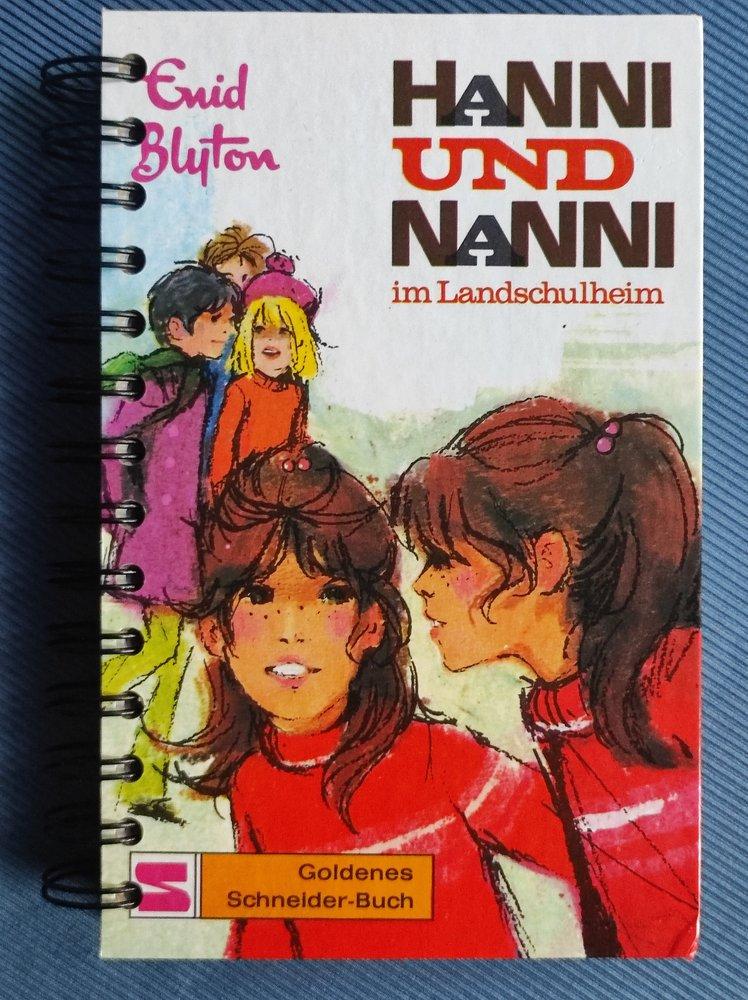 Enid
Blyton
HANNI
UND
NANNI
im Landschulheim
Goldenes
Schneider-Buch